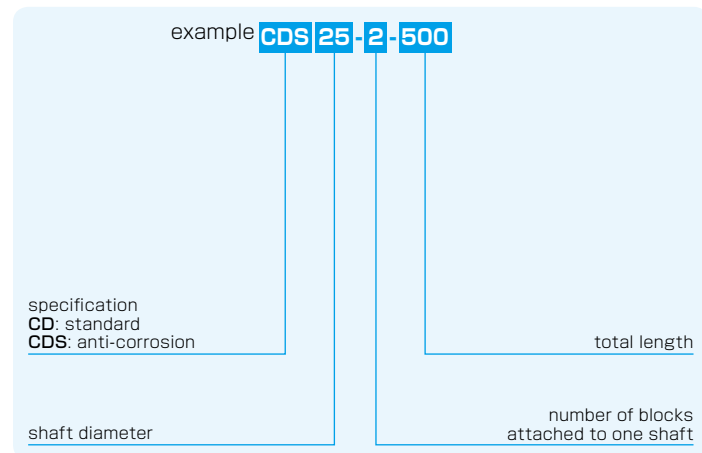 example CDS 25 - 2 - 500
specification
CD: standard
CDS: anti-corrosion
total length
shaft diameter
number of blocks
attached to one shaft